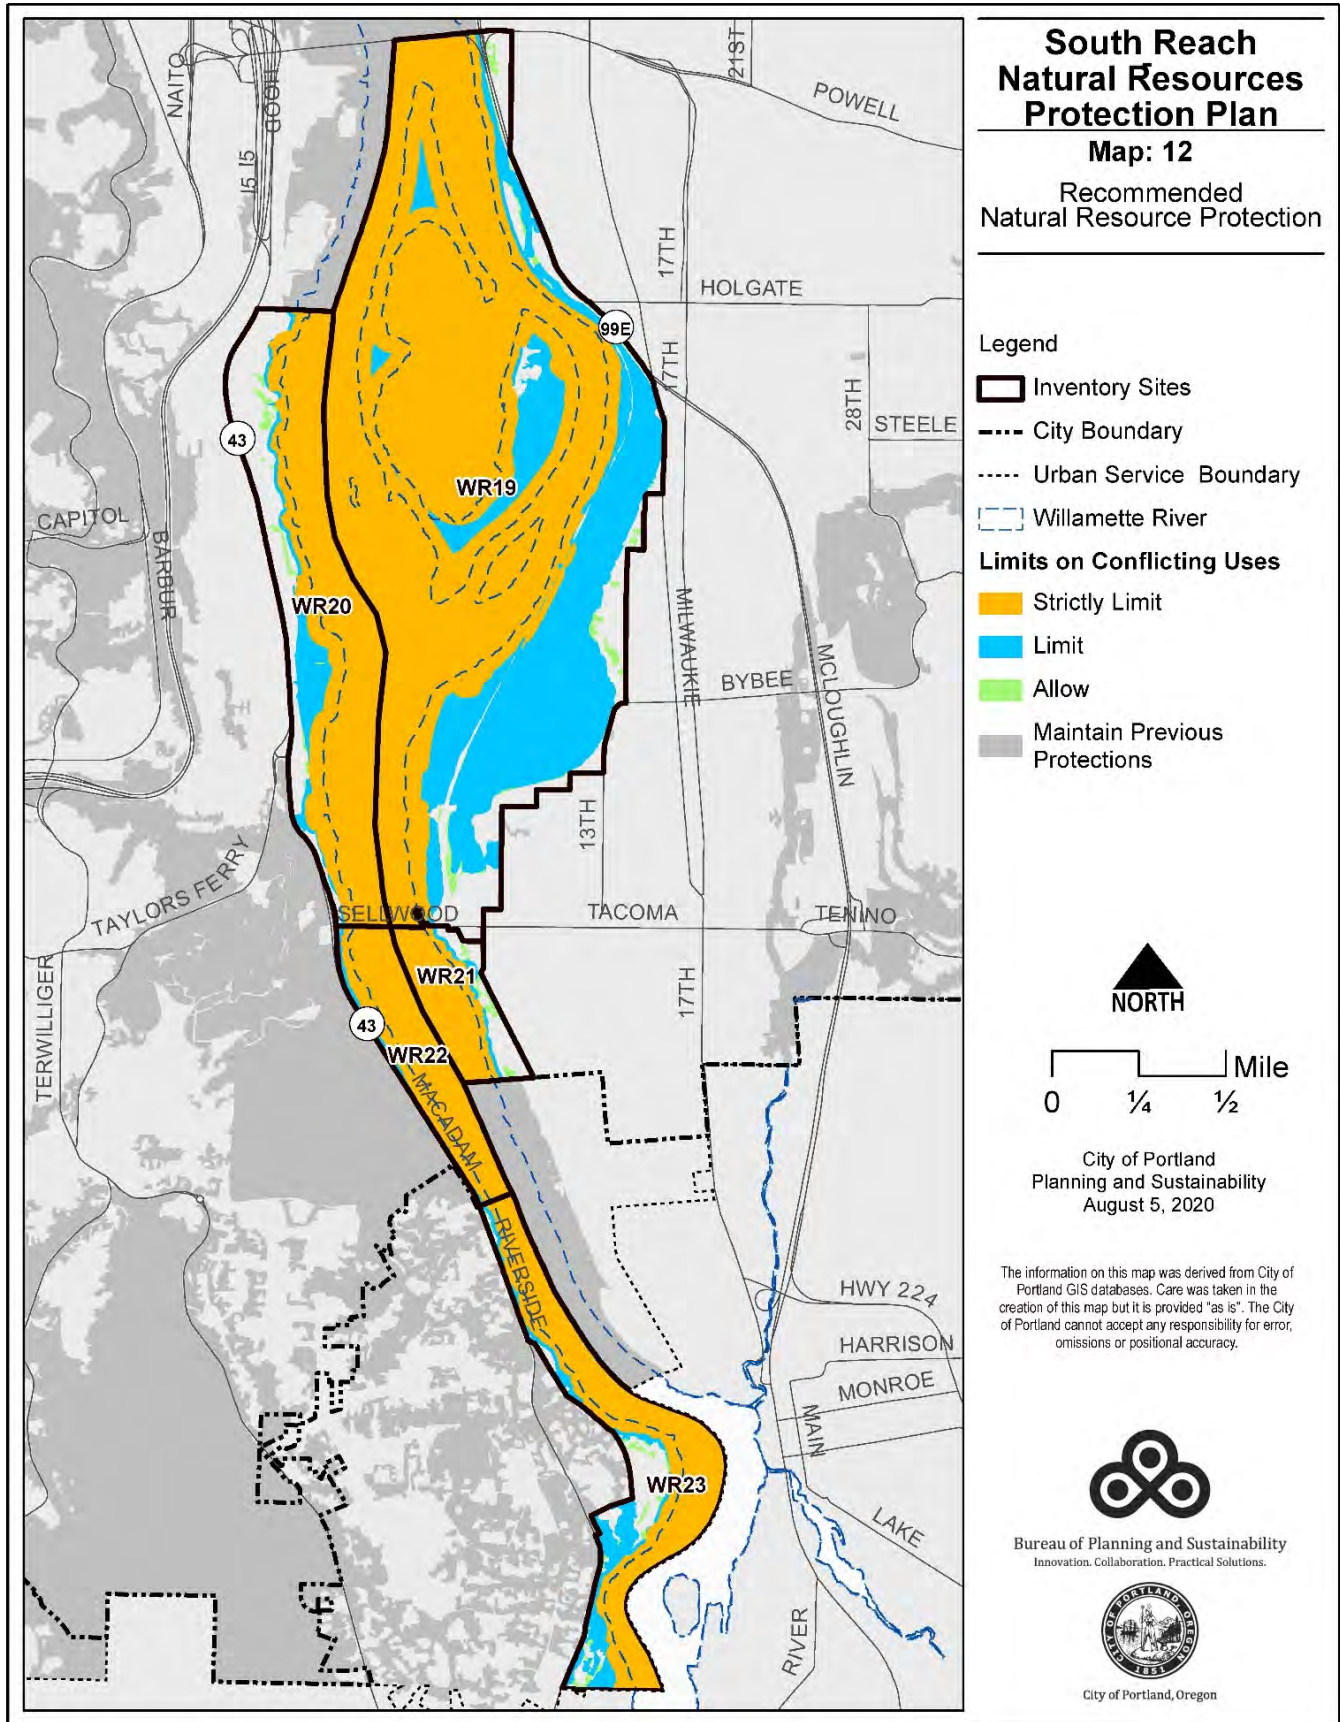 South Reach
Natural Resources
Protection Plan
Map: 12
Recommended
Natural Resource Protection
Legend
Inventory Sites
City Boundary
Urban Service Boundary
Willamette River
Limits on Conflicting Uses
Strictly Limit
Limit
Allow
Maintain Previous
Protections
NORTH
Mile
0 ¼ ½
City of Portland
Planning and Sustainability
August 5, 2020
The information on this map was derived from City of
Portland GIS databases. Care was taken in the
creation of this map but it is provided "as is". The City
of Portland cannot accept any responsibility for error,
omissions or positional accuracy.
Bureau of Planning and Sustainability
Innovation. Collaboration. Practical Solutions.
CITY OF PORTLAND, OREGON
1851
City of Portland, Oregon
NAITO
HOOD
I5 I5
21ST
POWELL
17TH
HOLGATE
99E
17TH
28TH
STEELE
43
WR19
CAPITOL
BARBUR
WR20
MILWAUKIE
MCLOUGHLIN
BYBEE
13TH
TAYLORS FERRY
SELLWOOD
TACOMA
TENINO
WR21
TERWILLIGER
17TH
43
WR22
MACADAM
RIVERSIDE
HWY 224
HARRISON
MONROE
MAIN
WR23
LAKE
RIVER